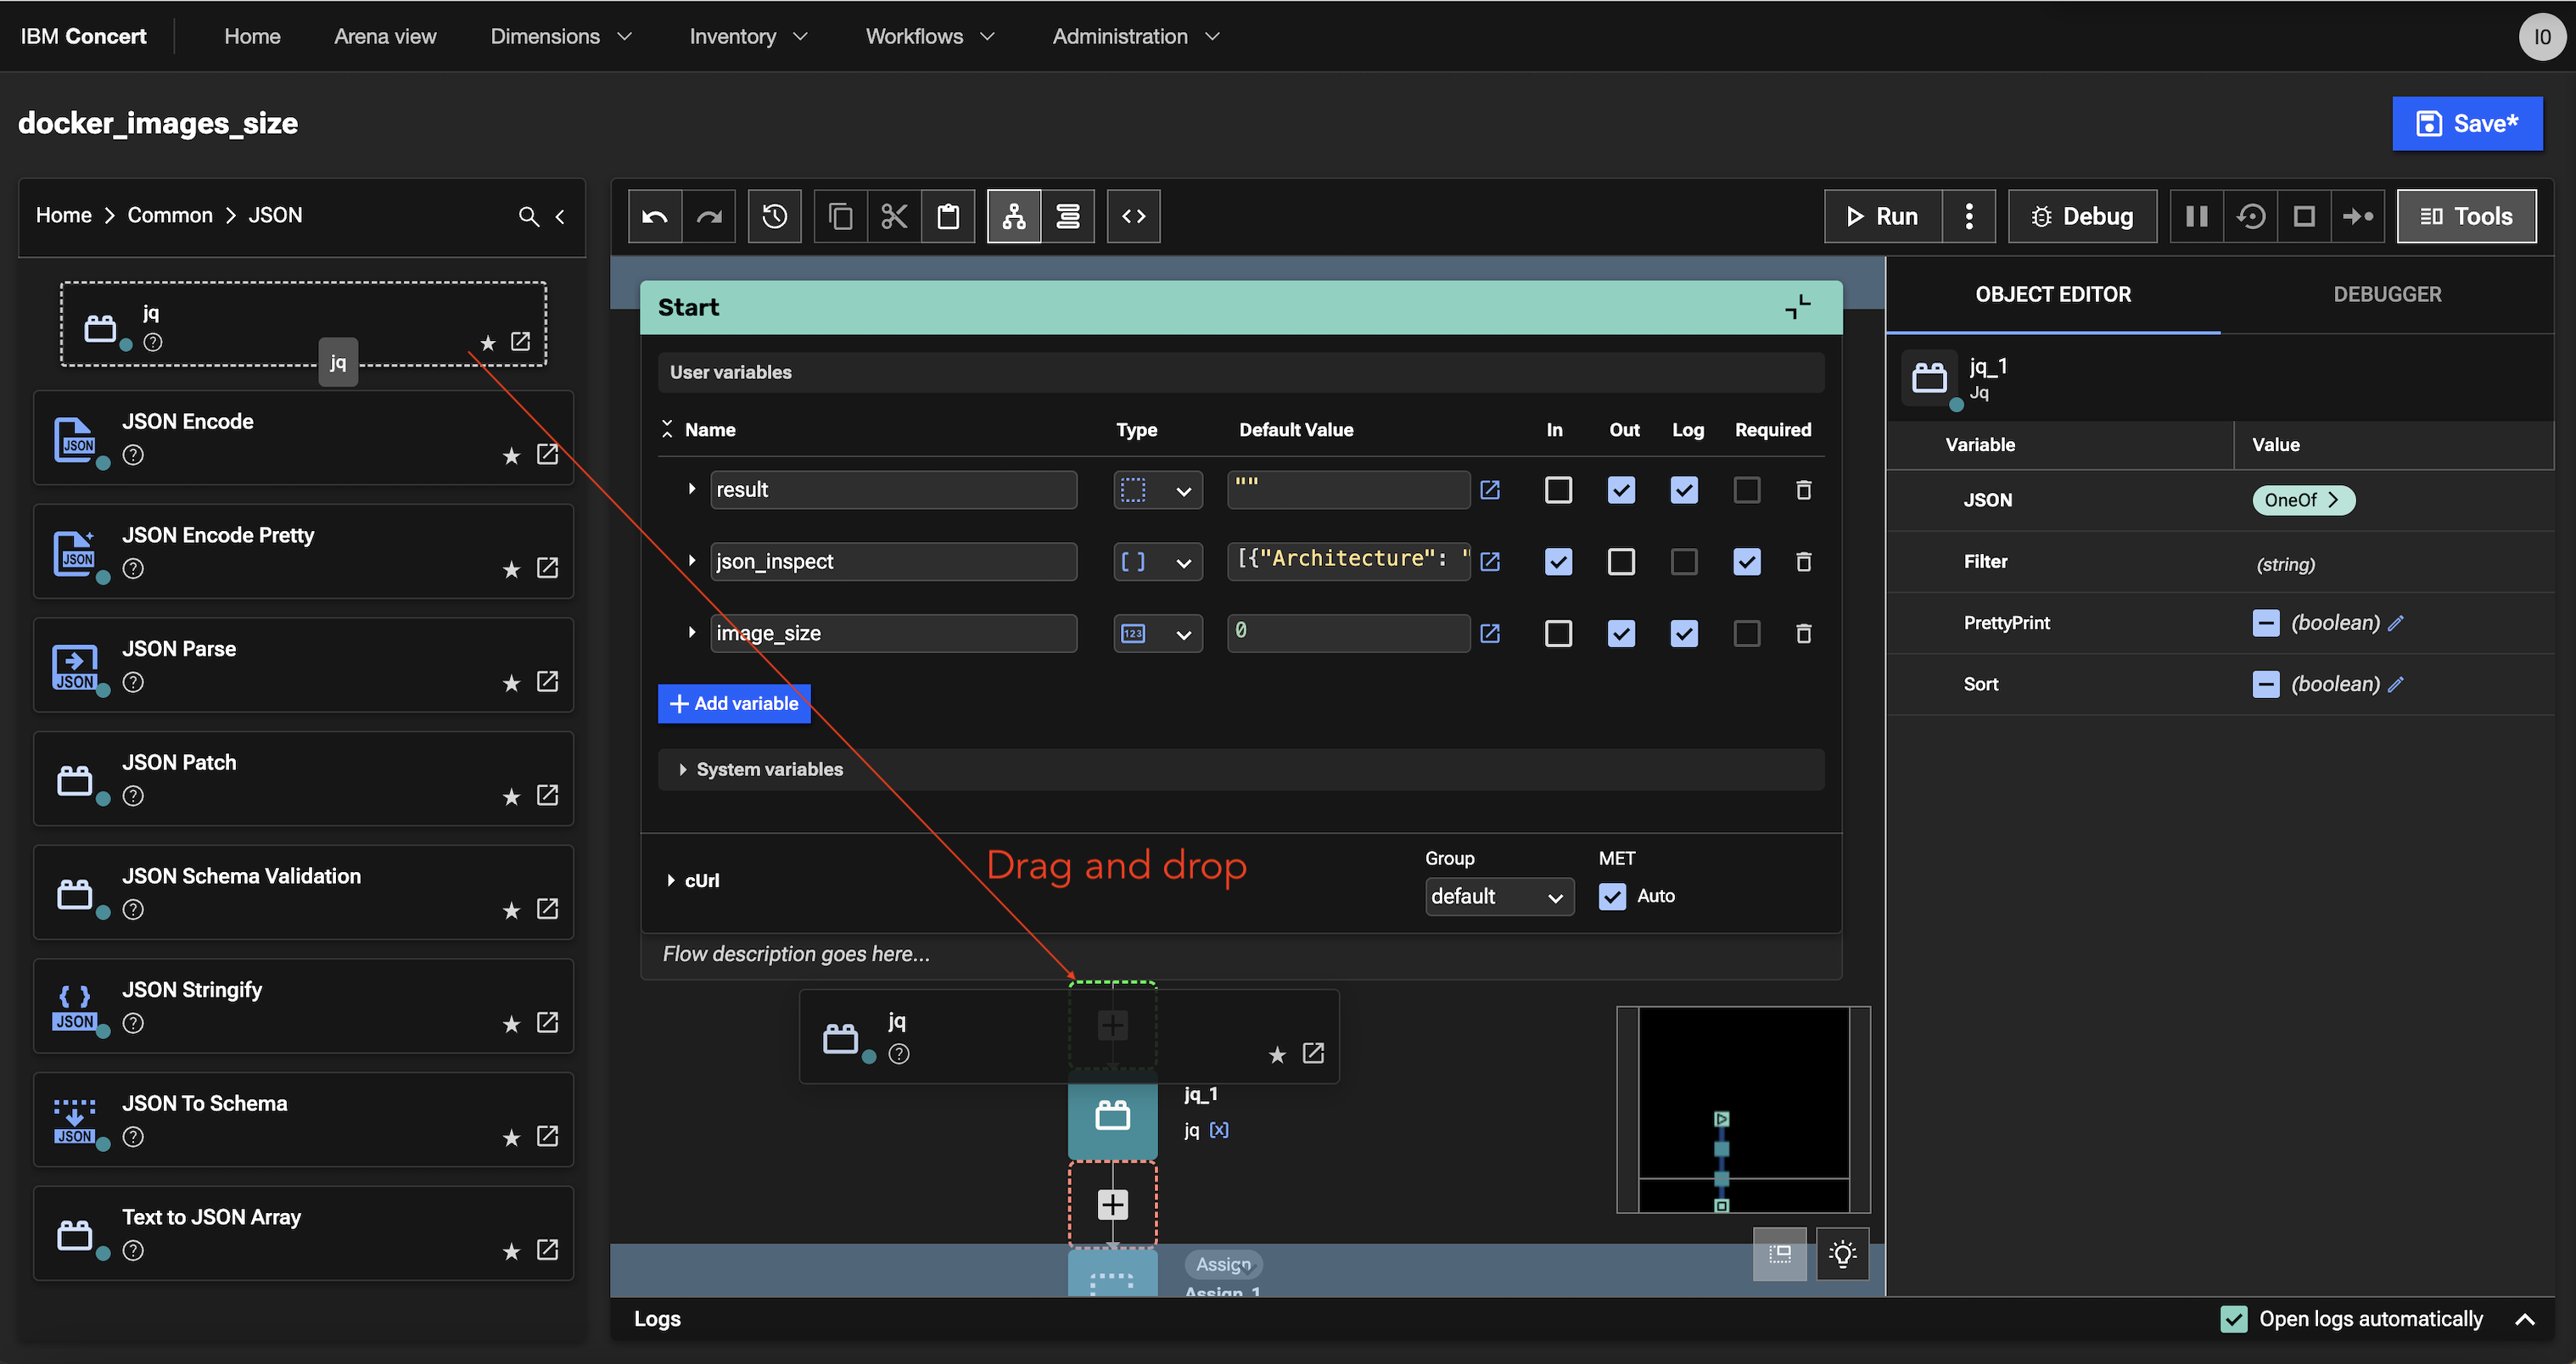 IBM Concert
Home
Arena view
Dimensions
Inventory
Workflows
Administration
I0
docker_images_size
Save*
Home > Common > JSON
jq
jq
JSON Encode
JSON
JSON Encode Pretty
JSON
JSON Parse
JSON
JSON Patch
JSON Schema Validation
JSON Stringify
JSON
JSON To Schema
JSON
Text to JSON Array
Run
Debug
Tools
Start
User variables
Name Type Default Value In Out Log Required
result ""
json_inspect [ ] [{"Architecture": "
image_size 123 0
+ Add variable
System variables
cUrl
Drag and drop
Group
default
MET
Auto
Flow description goes here...
jq
jq_1
jq [x]
Assign
Assign_1
OBJECT EDITOR
DEBUGGER
jq_1
Jq
Variable Value
JSON OneOf >
Filter (string)
PrettyPrint (boolean)
Sort (boolean)
Logs
Open logs automatically